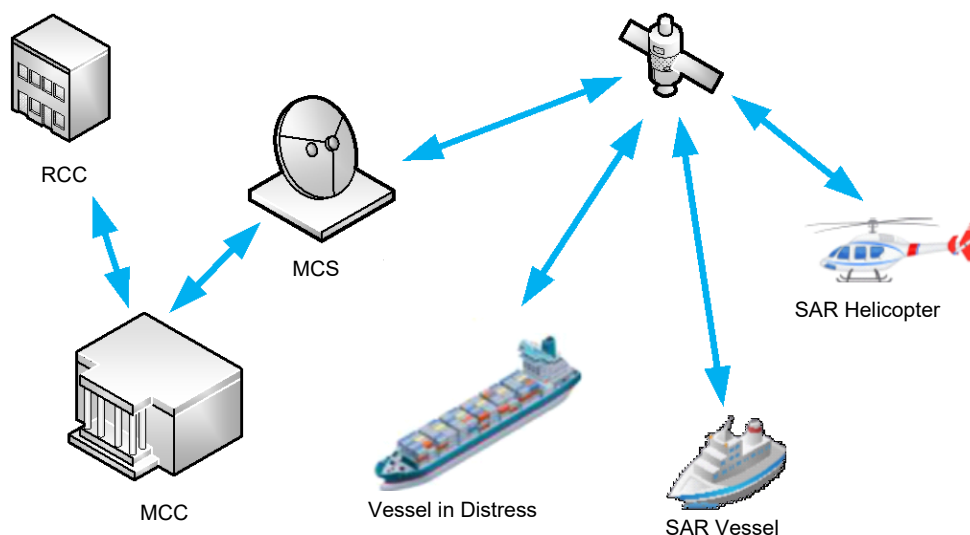 RCC
MCS
SAR Helicopter
MCC
Vessel in Distress
SAR Vessel